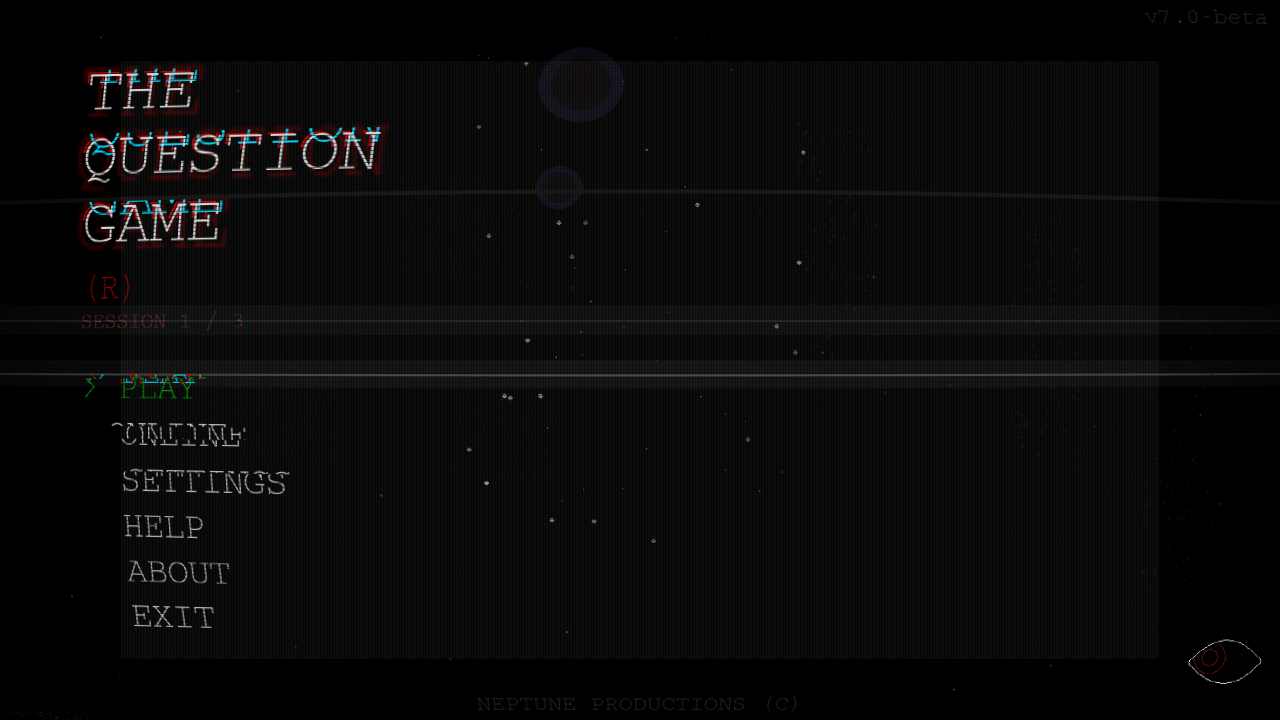 v7.0-beta
THE
QUESTION
GAME
(R)
SESSION 1 / 3
> PLAY
ONLINE
SETTINGS
HELP
ABOUT
EXIT
NEPTUNE PRODUCTIONS (C)